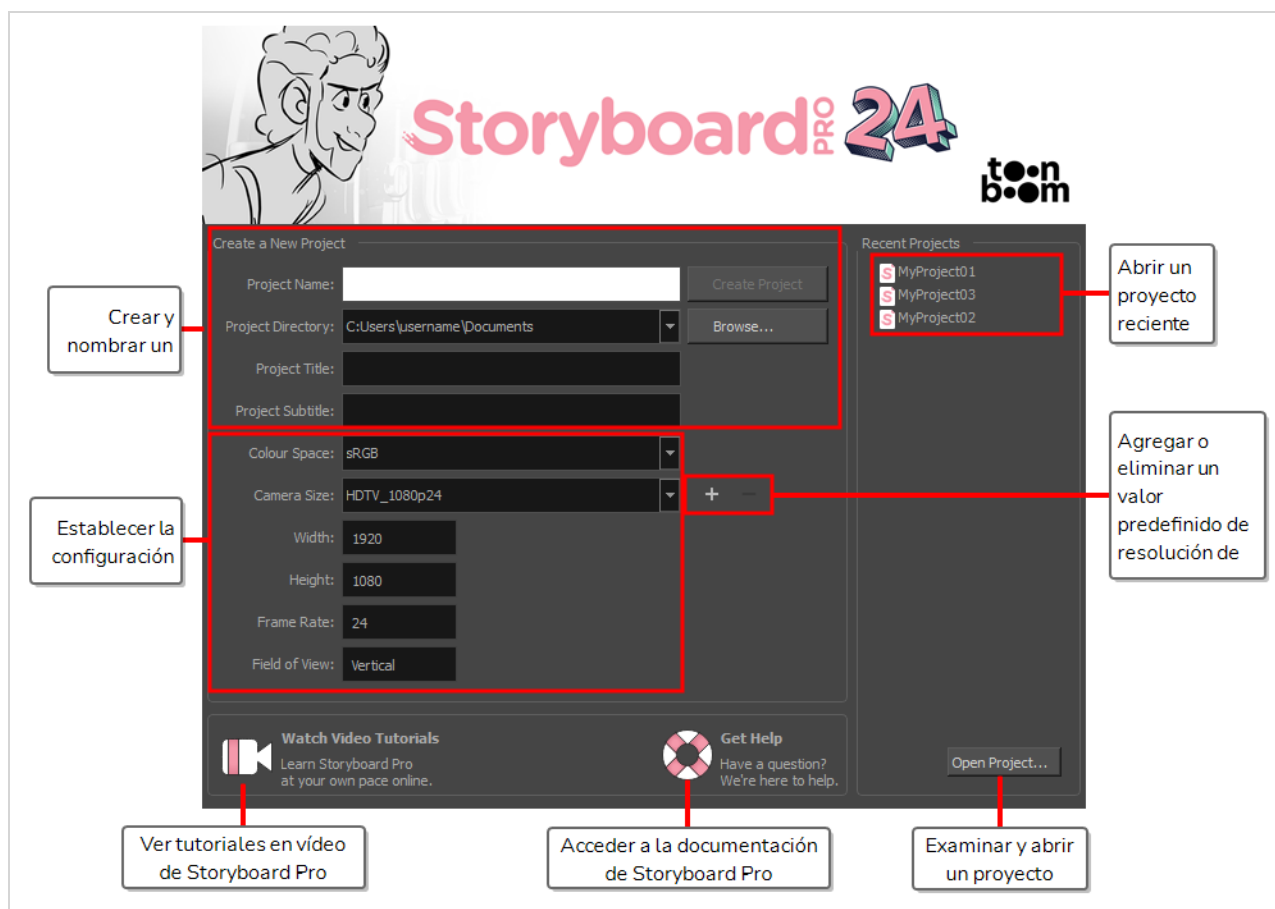 Storyboard PRO 24
toon
boom
Create a New Project
Project Name:
Create Project
Project Directory: C:Users\username\Documents
Browse...
Project Title:
Project Subtitle:
Colour Space: sRGB
Camera Size: HDTV_1080p24
+ −
Width: 1920
Height: 1080
Frame Rate: 24
Field of View: Vertical
Recent Projects
MyProject01
MyProject03
MyProject02
Watch Video Tutorials
Learn Storyboard Pro
at your own pace online.
Get Help
Have a question?
We're here to help.
Open Project...
Crear y
nombrar un
Establecer la
configuración
Abrir un
proyecto
reciente
Agregar o
eliminar un
valor
predefinido de
resolución de
Ver tutoriales en vídeo
de Storyboard Pro
Acceder a la documentación
de Storyboard Pro
Examinar y abrir
un proyecto